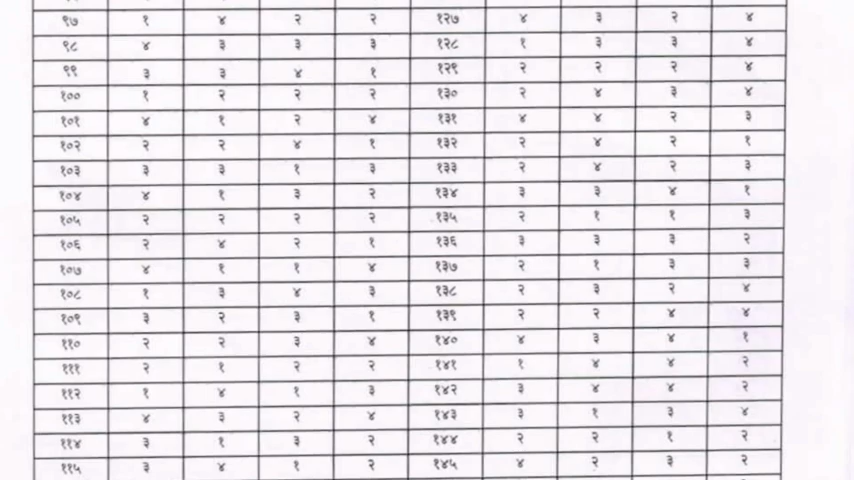 ९७ १ ४ २ २ १२७ ४ ३ २ ४
९८ ४ ३ ३ ३ १२८ १ ३ ३ ४
९९ ३ ३ ४ १ १२९ २ २ २ ४
१०० १ २ २ २ १३० २ ४ ३ ४
१०१ ४ १ २ ४ १३१ ४ ४ २ ३
१०२ २ २ ४ १ १३२ २ ४ २ १
१०३ ३ ३ १ ३ १३३ २ ४ २ ३
१०४ ४ १ ३ २ १३४ ३ ३ ४ १
१०५ २ २ २ २ १३५ २ १ १ ३
१०६ २ ४ २ १ १३६ ३ ३ ३ २
१०७ ४ १ १ ४ १३७ २ १ ३ ३
१०८ १ ३ ४ ३ १३८ २ ३ २ ४
१०९ ३ २ ३ १ १३९ २ २ ४ ४
११० २ २ ३ ४ १४० ४ ३ ४ १
१११ २ १ २ २ १४१ १ ४ ४ २
११२ १ ४ १ ३ १४२ ३ ४ ४ २
११३ ४ ३ २ ४ १४३ ३ १ ३ ४
११४ ३ १ ३ २ १४४ २ २ १ २
११५ ३ ४ १ २ १४५ ४ २ ३ २